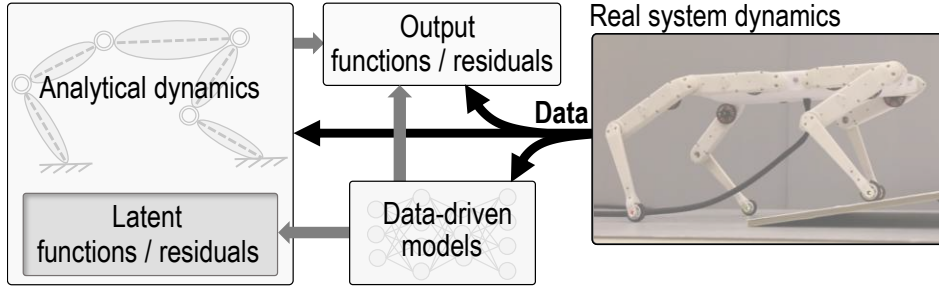 Analytical dynamics
Latent
functions / residuals
Output
functions / residuals
Data-driven
models
Data
Real system dynamics